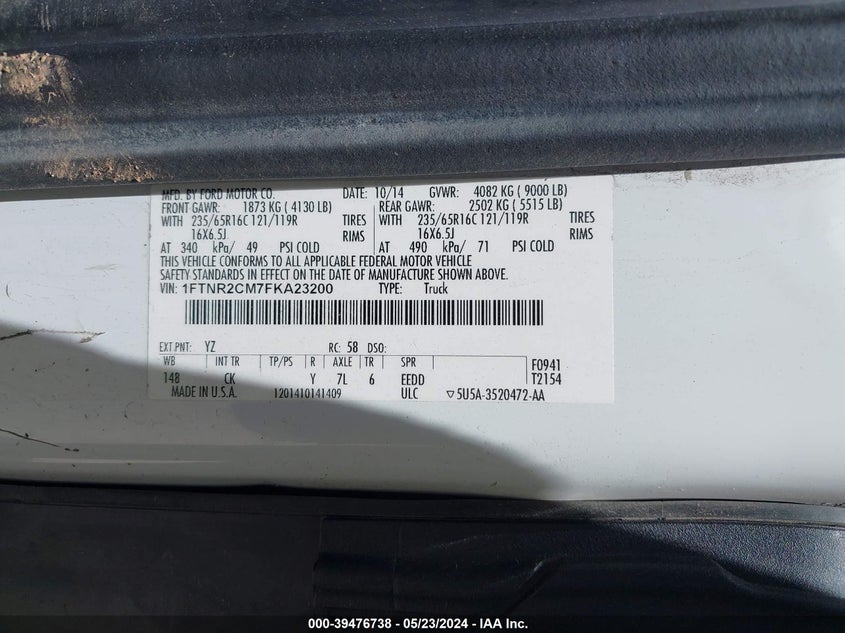 MFD. BY FORD MOTOR CO. DATE: 10/14 GVWR: 4082 KG ( 9000 LB)
FRONT GAWR: 1873 KG ( 4130 LB) REAR GAWR: 2502 KG ( 5515 LB)
WITH 235/65R16C 121/119R TIRES WITH 235/65R16C 121/119R TIRES
16X6.5J RIMS 16X6.5J RIMS
AT 340 kPa/ 49 PSI COLD AT 490 kPa/ 71 PSI COLD
THIS VEHICLE CONFORMS TO ALL APPLICABLE FEDERAL MOTOR VEHICLE
SAFETY STANDARDS IN EFFECT ON THE DATE OF MANUFACTURE SHOWN ABOVE.
VIN: 1FTNR2CM7FKA23200 TYPE: Truck
EXT.PNT: YZ RC: 58 DSO:
WB INT TR TP/PS R AXLE TR SPR F0941
148 CK Y 7L 6 EEDD T2154
MADE IN U.S.A. 1201410141409 ULC ▽5U5A-3520472-AA
000-39476738 - 05/23/2024 - IAA Inc.